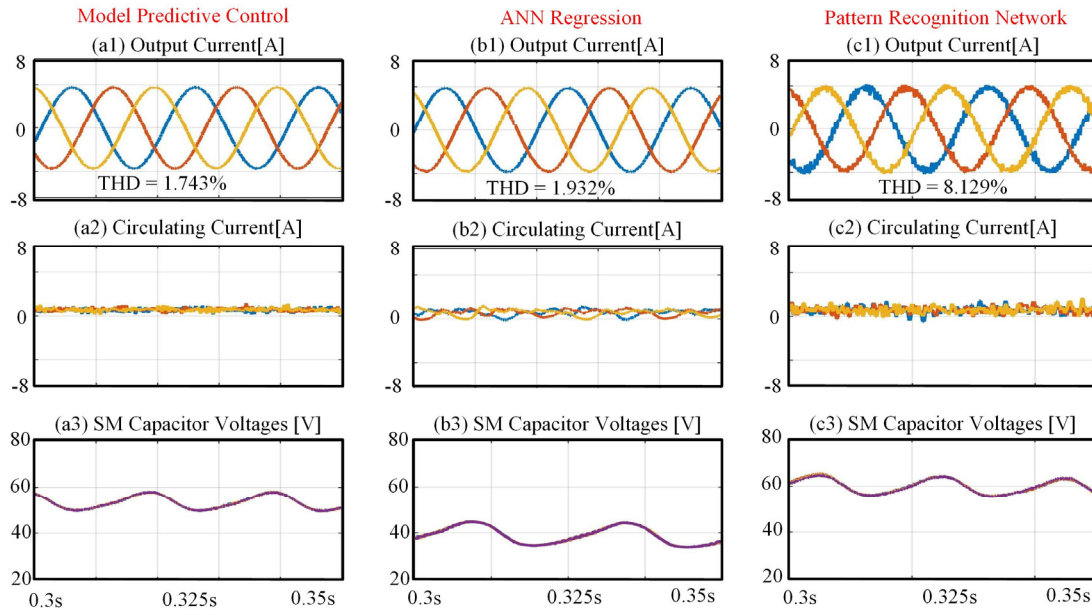 Model Predictive Control
ANN Regression
Pattern Recognition Network
(a1) Output Current[A]
(b1) Output Current[A]
(c1) Output Current[A]
8
0
-8
THD = 1.743%
8
0
-8
THD = 1.932%
8
0
-8
THD = 8.129%
(a2) Circulating Current[A]
(b2) Circulating Current[A]
(c2) Circulating Current[A]
8
0
-8
8
0
-8
8
0
-8
(a3) SM Capacitor Voltages [V]
(b3) SM Capacitor Voltages [V]
(c3) SM Capacitor Voltages [V]
80
60
40
20
80
60
40
20
80
60
40
20
0.3s 0.325s 0.35s
0.3s 0.325s 0.35s
0.3s 0.325s 0.35s